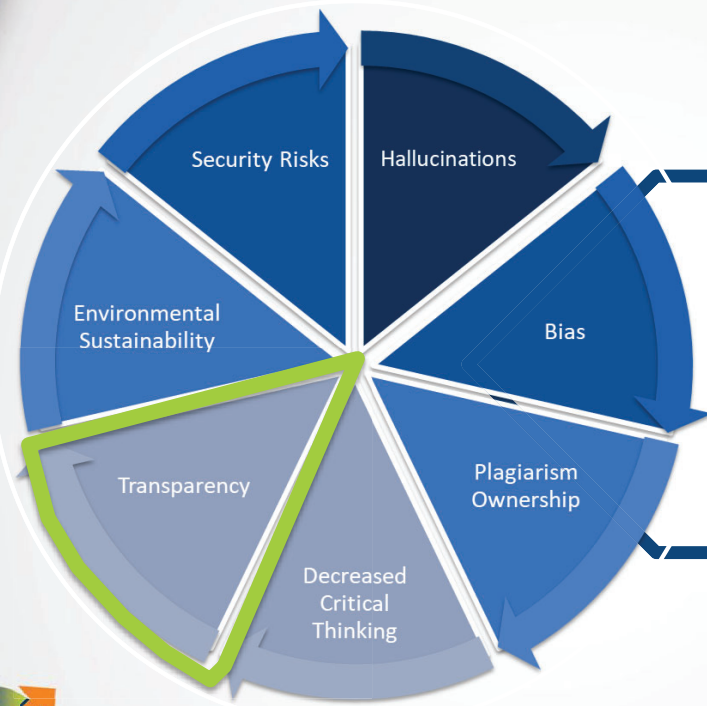 Security Risks
Hallucinations
Environmental
Sustainability
Bias
Transparency
Plagiarism
Ownership
Decreased
Critical
Thinking